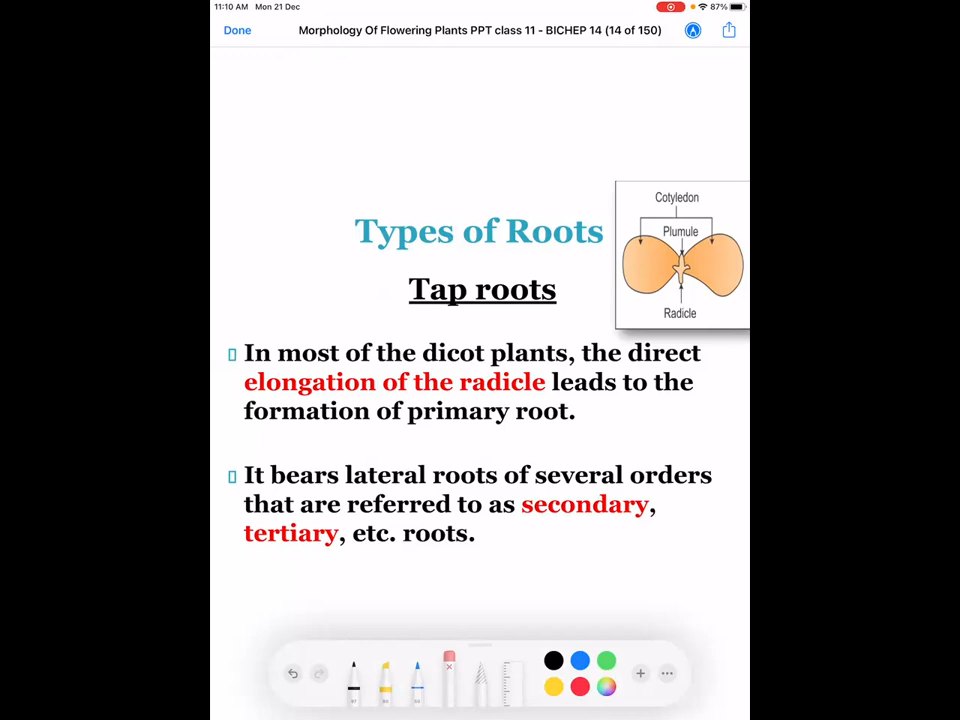 11:10 AM Mon 21 Dec 87%
Done Morphology Of Flowering Plants PPT class 11 - BICHEP 14 (14 of 150)
Cotyledon
Plumule
Radicle
Types of Roots
Tap roots
In most of the dicot plants, the direct
elongation of the radicle leads to the
formation of primary root.
It bears lateral roots of several orders
that are referred to as secondary,
tertiary, etc. roots.